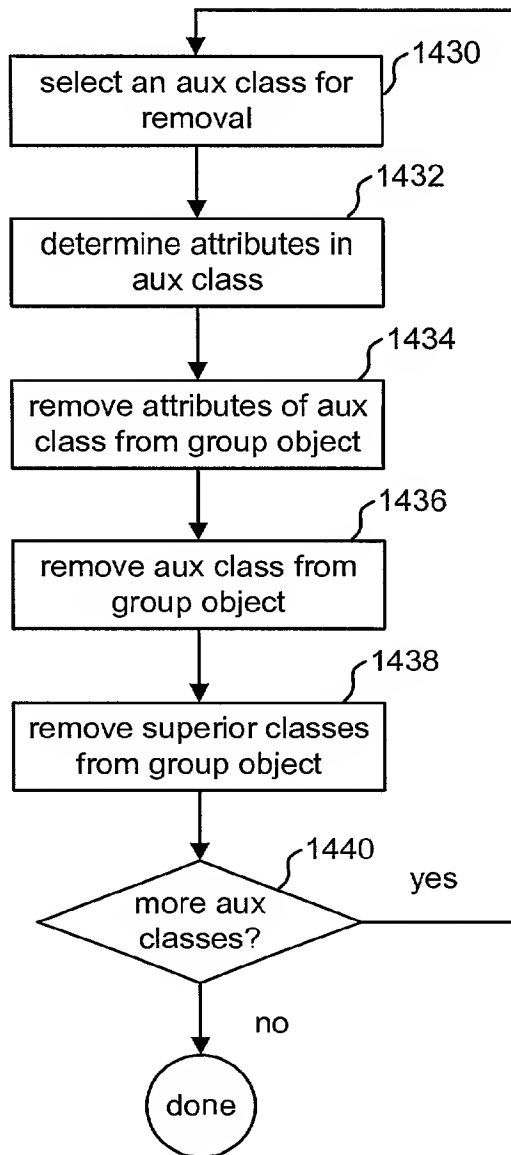 1430
select an aux class for
removal
1432
determine attributes in
aux class
1434
remove attributes of aux
class from group object
1436
remove aux class from
group object
1438
remove superior classes
from group object
1440
more aux
classes?
yes
no
done